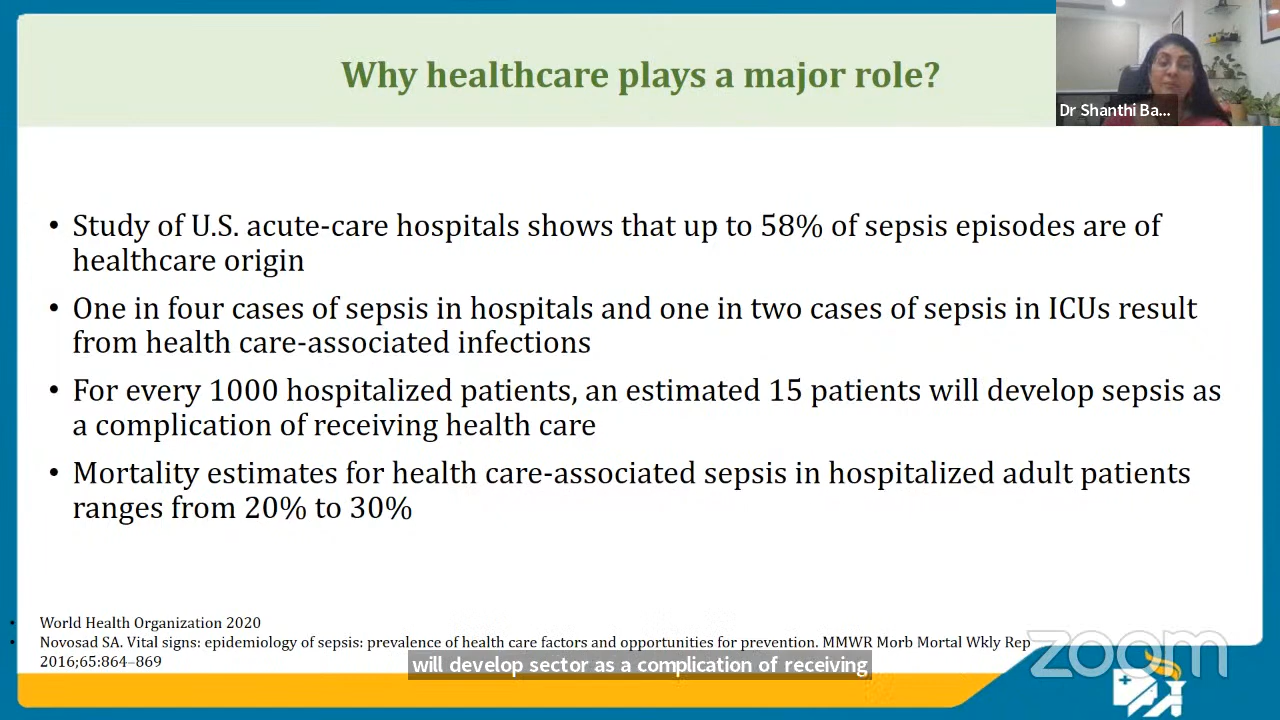 Why healthcare plays a major role?
Dr Shanthi Ba...
• Study of U.S. acute-care hospitals shows that up to 58% of sepsis episodes are of
healthcare origin
• One in four cases of sepsis in hospitals and one in two cases of sepsis in ICUs result
from health care-associated infections
• For every 1000 hospitalized patients, an estimated 15 patients will develop sepsis as
a complication of receiving health care
• Mortality estimates for health care-associated sepsis in hospitalized adult patients
ranges from 20% to 30%
• World Health Organization 2020
• Novosad SA. Vital signs: epidemiology of sepsis: prevalence of health care factors and opportunities for prevention. MMWR Morb Mortal Wkly Rep
2016;65:864–869
will develop sector as a complication of receiving
zoom